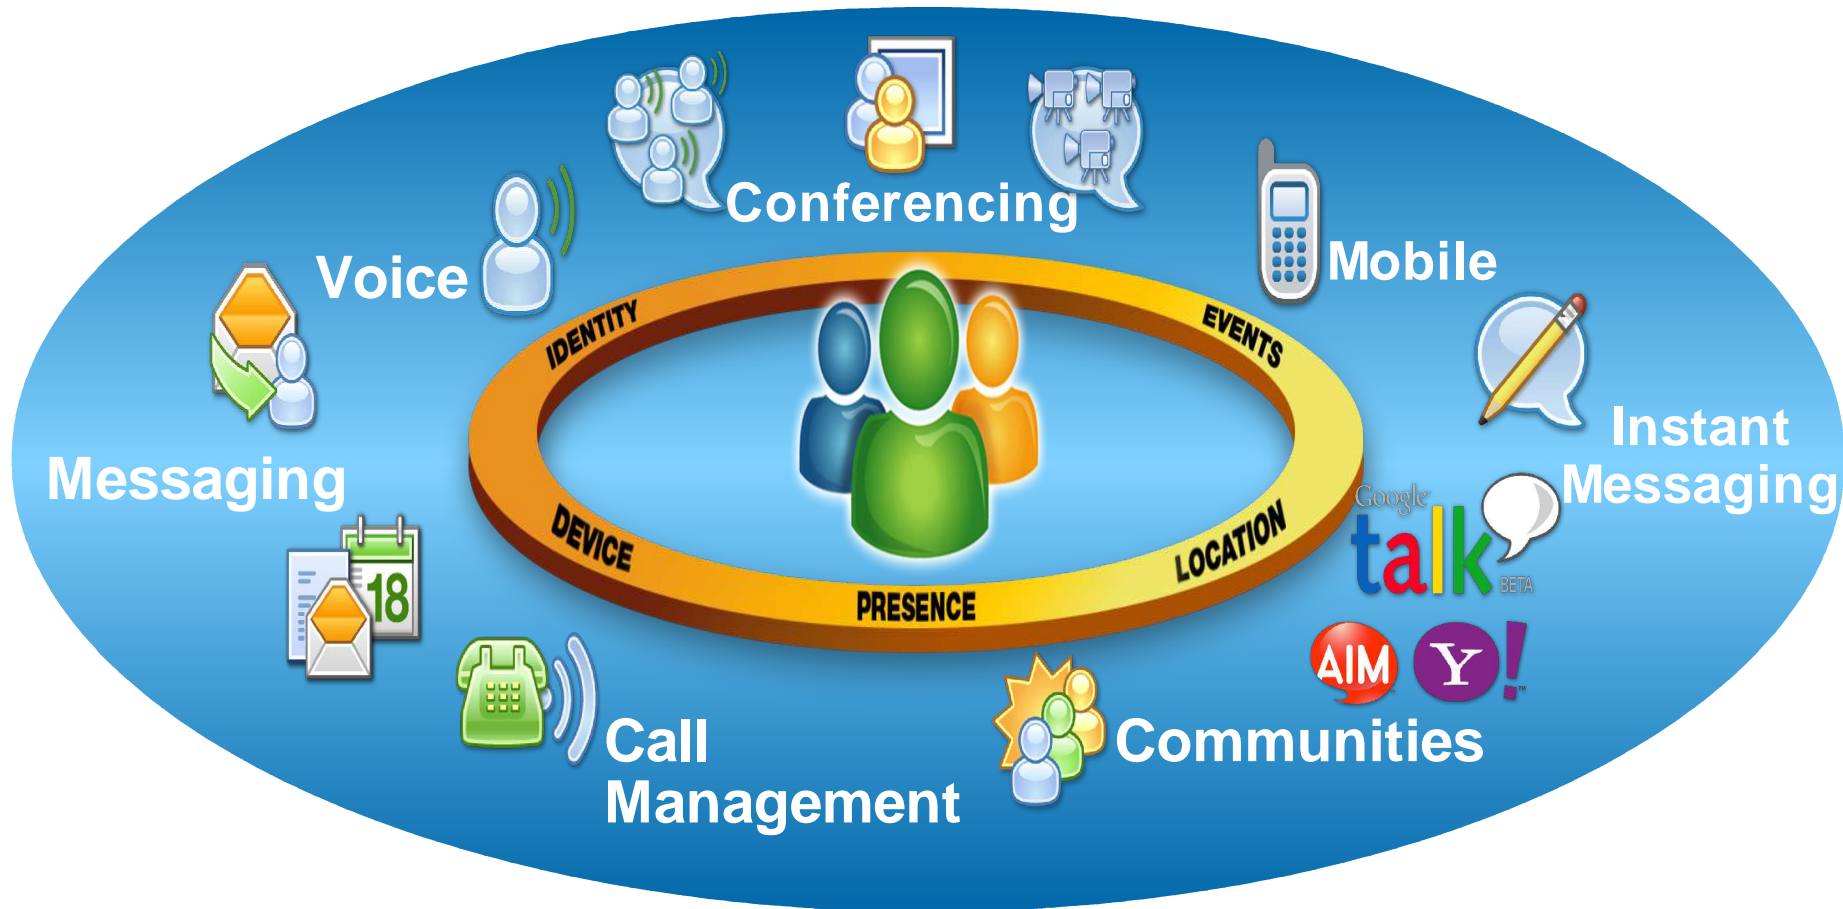 Conferencing
Voice
Mobile
IDENTITY
EVENTS
Instant
Messaging
Messaging
Google
talk
BETA
DEVICE
LOCATION
18
PRESENCE
AIM
Y!
Call
Management
Communities